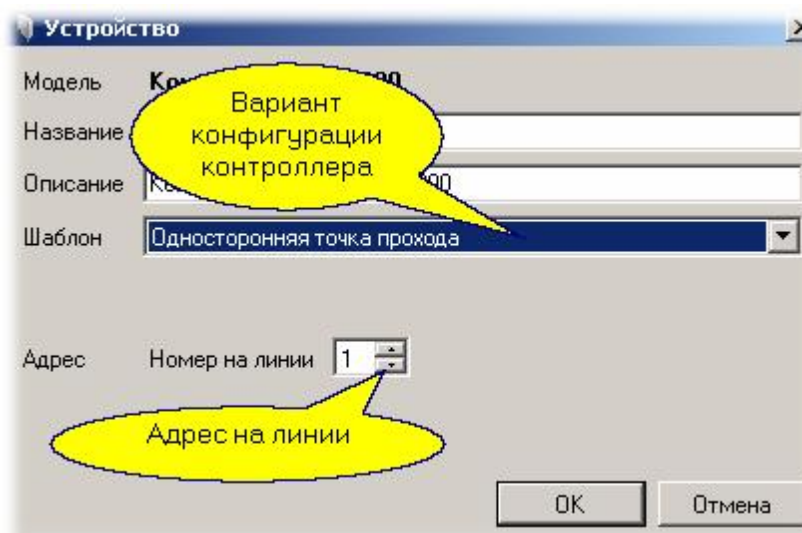 Устройство
Модель
Вариант
конфигурации
контроллера
Название
Описание
Шаблон Односторонняя точка прохода
Адрес Номер на линии 1
Адрес на линии
OK Отмена